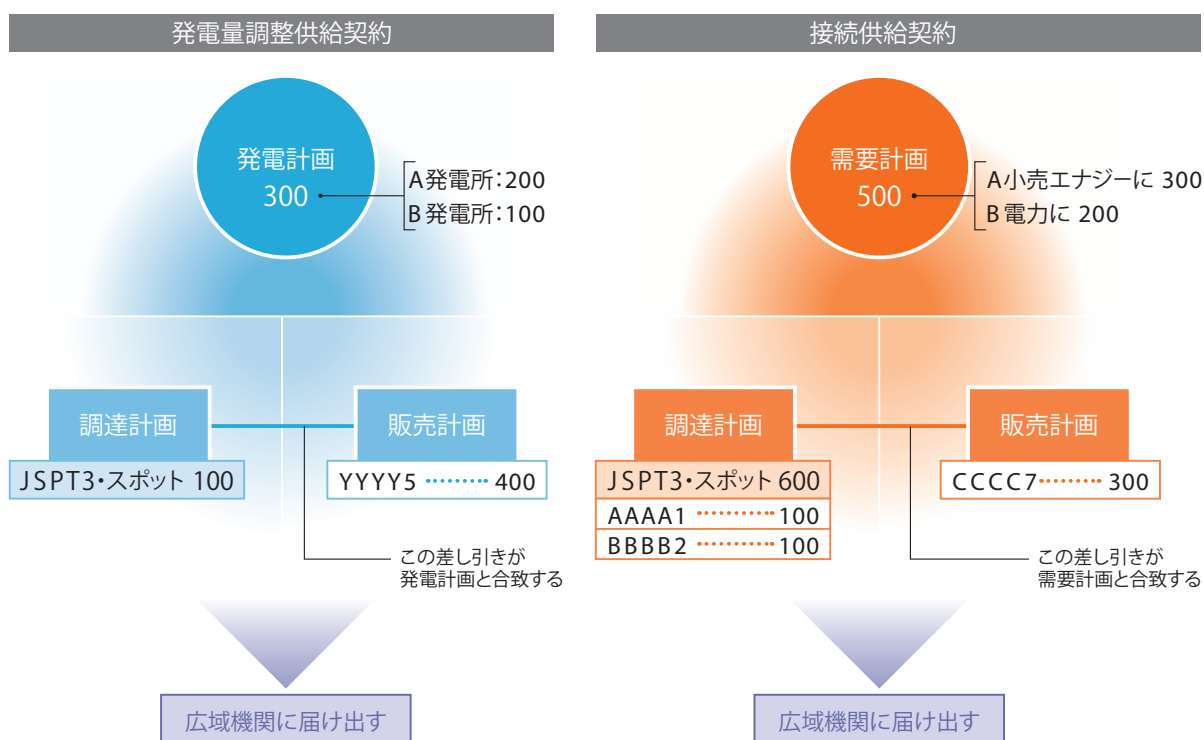 発電量調整供給契約
発電計画
300
A発電所：200
B発電所：100
調達計画
販売計画
JSPT3・スポット 100
YYYY5 ・・・・・・・・・ 400
この差し引きが
発電計画と合致する
広域機関に届け出す
接続供給契約
需要計画
500
A小売エナジーに 300
B電力に 200
調達計画
販売計画
JSPT3・スポット 600
AAAA1 ・・・・・・・・・・・ 100
BBBB2 ・・・・・・・・・・・ 100
CCCC7・・・・・・・・・ 300
この差し引きが
需要計画と合致する
広域機関に届け出す